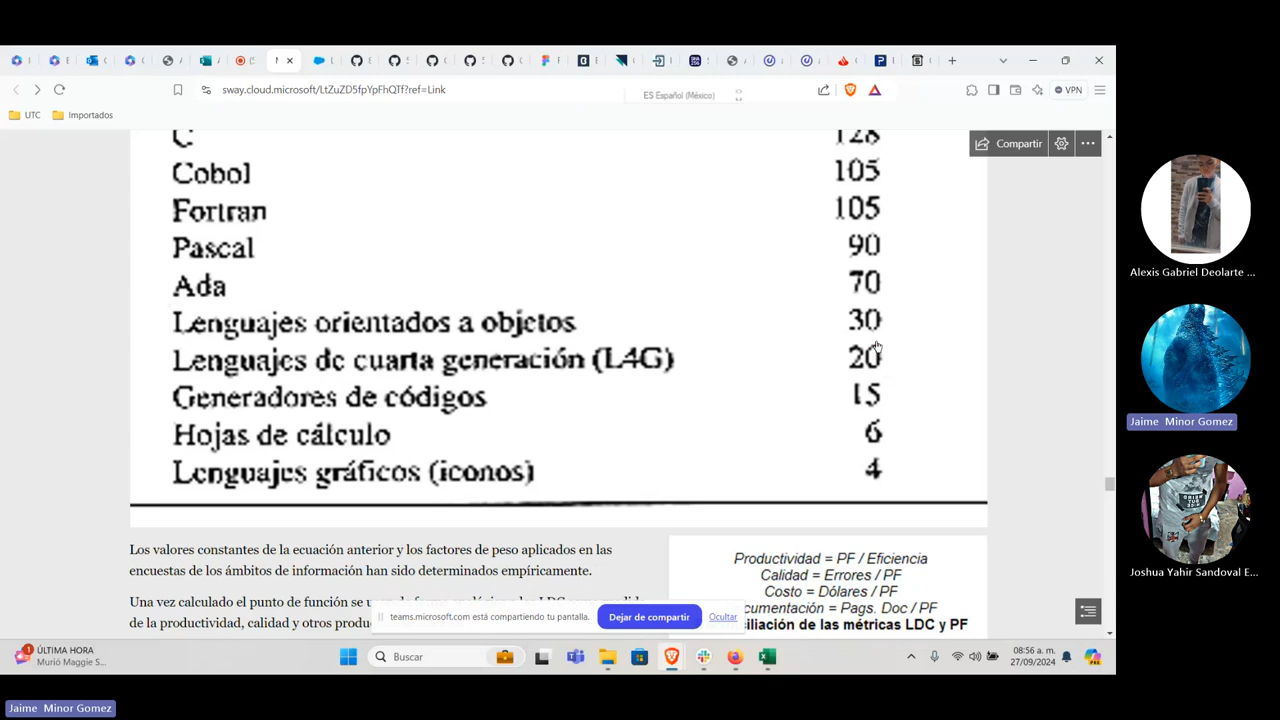 sway.cloud.microsoft/LtZuZD5fpYpFhQTf?ref=Link
ES Español (México)
VPN
UTC
Importados
Compartir
C 128
Cobol 105
Fortran 105
Pascal 90
Ada 70
Lenguajes orientados a objetos 30
Lenguajes de cuarta generación (L4G) 20
Generadores de códigos 15
Hojas de cálculo 6
Lenguajes gráficos (iconos) 4
Los valores constantes de la ecuación anterior y los factores de peso aplicados en las
encuestas de los ámbitos de información han sido determinados empíricamente.
Una vez calculado el punto de función se u
de la productividad, calidad y otros produ
Productividad = PF / Eficiencia
Calidad = Errores / PF
Costo = Dólares / PF
cumentación = Pags. Doc / PF
siliación de las métricas LDC y PF
teams.microsoft.com está compartiendo tu pantalla.
Dejar de compartir
Ocultar
ÚLTIMA HORA
Murió Maggie S...
Buscar
08:56 a. m.
27/09/2024
Alexis Gabriel Deolarte ...
Jaime Minor Gomez
Joshua Yahir Sandoval E...
Jaime Minor Gomez